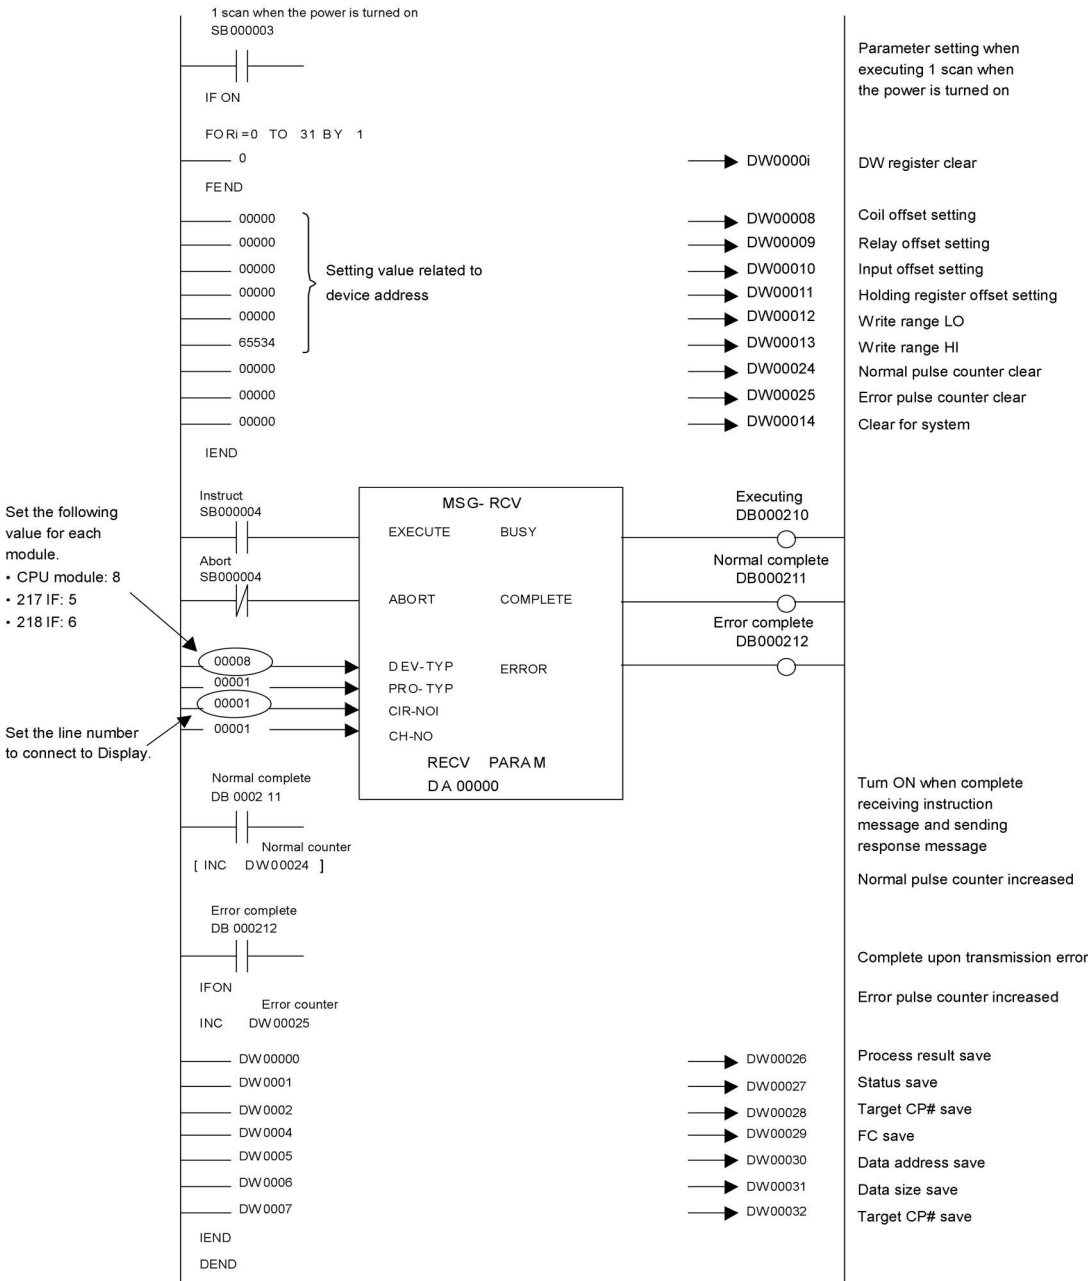 1 scan when the power is turned on
SB000003
Parameter setting when
executing 1 scan when
the power is turned on
IF ON
FORi=0 TO 31 BY 1
0
DW0000i
DW register clear
FEND
00000
DW00008
Coil offset setting
00000
DW00009
Relay offset setting
00000
DW00010
Input offset setting
00000
DW00011
Holding register offset setting
00000
DW00012
Write range LO
65534
DW00013
Write range HI
Setting value related to
device address
00000
DW00024
Normal pulse counter clear
00000
DW00025
Error pulse counter clear
00000
DW00014
Clear for system
IEND
Set the following
value for each
module.
• CPU module: 8
• 217 IF: 5
• 218 IF: 6
Instruct
SB000004
Abort
SB000004
MSG-RCV
EXECUTE BUSY
ABORT COMPLETE
DEV-TYP ERROR
PRO-TYP
CIR-NOI
CH-NO
RECV PARAM
DA 00000
Executing
DB000210
Normal complete
DB000211
Error complete
DB000212
00008
00001
00001
00001
Set the line number
to connect to Display.
Normal complete
DB 0002 11
Normal counter
[ INC DW00024 ]
Turn ON when complete
receiving instruction
message and sending
response message
Normal pulse counter increased
Error complete
DB 000212
Complete upon transmission error
IFON
Error counter
INC DW00025
Error pulse counter increased
DW00000
DW00026
Process result save
DW0001
DW00027
Status save
DW0002
DW00028
Target CP# save
DW0004
DW00029
FC save
DW0005
DW00030
Data address save
DW0006
DW00031
Data size save
DW0007
DW00032
Target CP# save
IEND
DEND